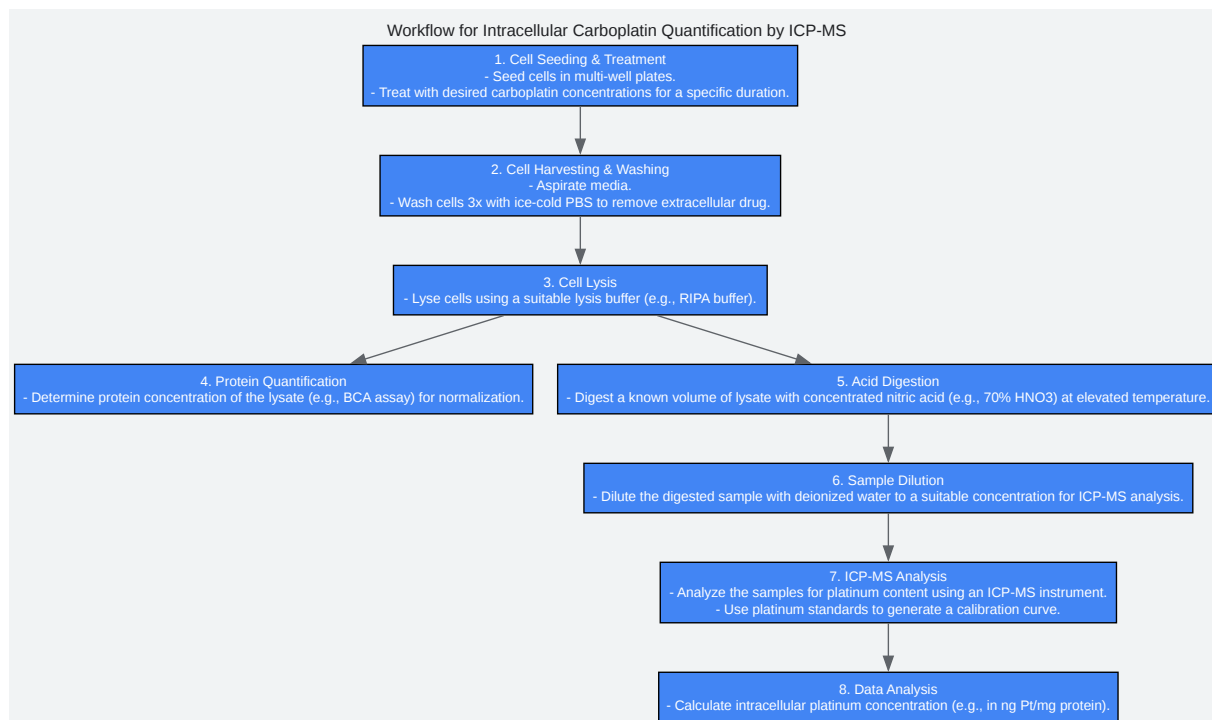 Workflow for Intracellular Carboplatin Quantification by ICP-MS
1. Cell Seeding & Treatment
- Seed cells in multi-well plates.
- Treat with desired carboplatin concentrations for a specific duration.
2. Cell Harvesting & Washing
- Aspirate media.
- Wash cells 3x with ice-cold PBS to remove extracellular drug.
3. Cell Lysis
- Lyse cells using a suitable lysis buffer (e.g., RIPA buffer).
4. Protein Quantification
- Determine protein concentration of the lysate (e.g., BCA assay) for normalization.
5. Acid Digestion
- Digest a known volume of lysate with concentrated nitric acid (e.g., 70% HNO3) at elevated temperature.
6. Sample Dilution
- Dilute the digested sample with deionized water to a suitable concentration for ICP-MS analysis.
7. ICP-MS Analysis
- Analyze the samples for platinum content using an ICP-MS instrument.
- Use platinum standards to generate a calibration curve.
8. Data Analysis
- Calculate intracellular platinum concentration (e.g., in ng Pt/mg protein).